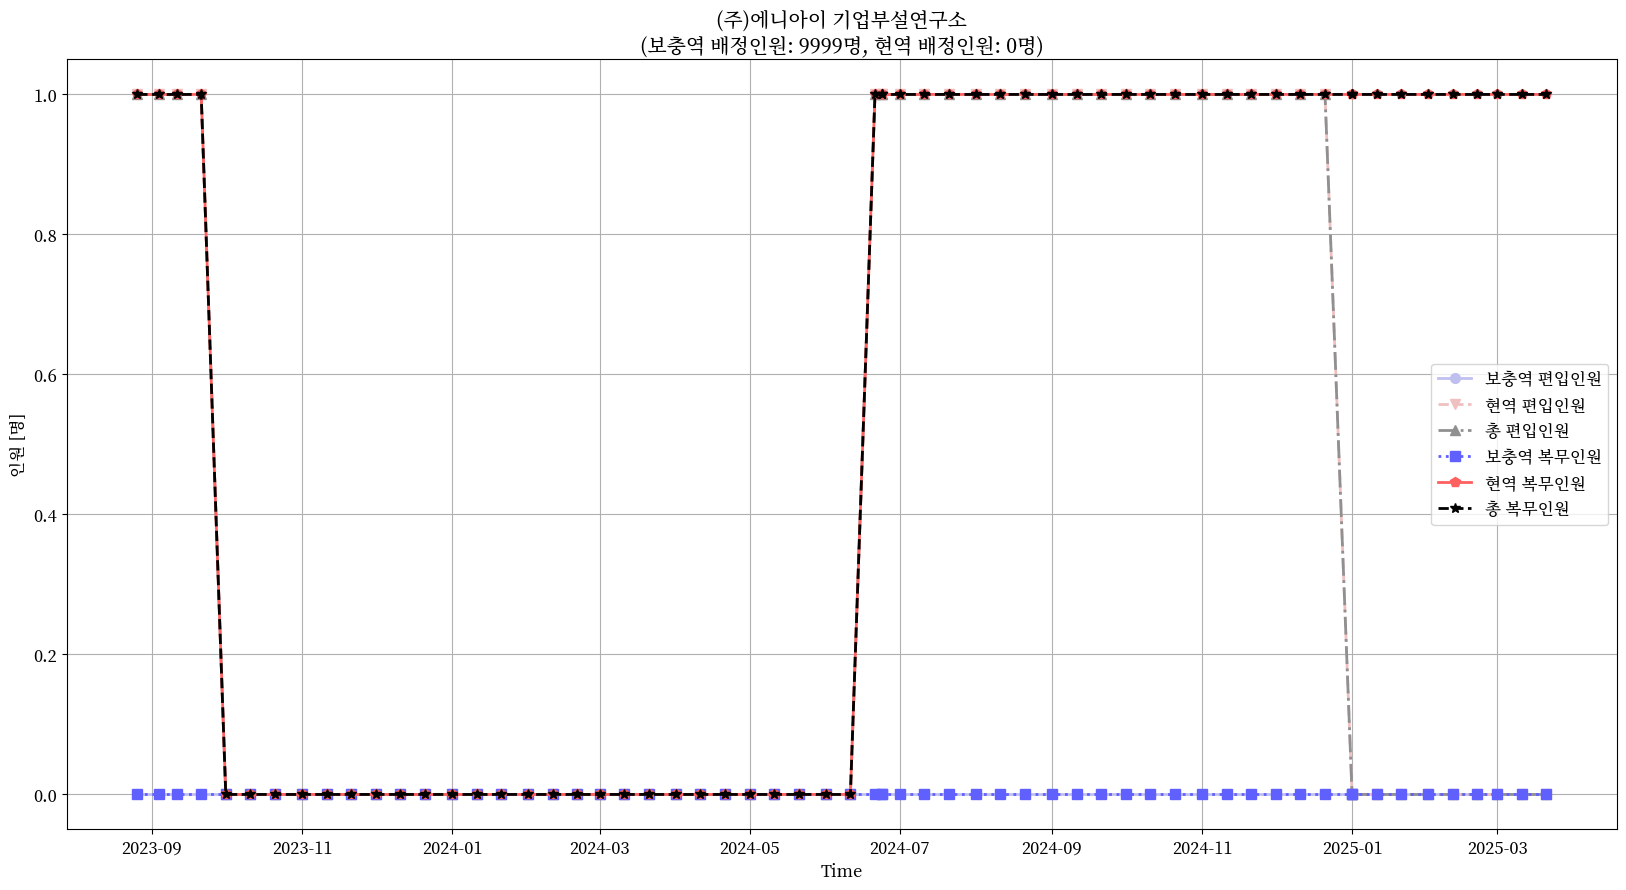 (주)에니아이 기업부설연구소
(보충역 배정인원: 9999명, 현역 배정인원: 0명)
인원 [명]
1.0
0.8
0.6
0.4
0.2
0.0
보충역 편입인원
현역 편입인원
총 편입인원
보충역 복무인원
현역 복무인원
총 복무인원
2023-09 2023-11 2024-01 2024-03 2024-05 2024-07 2024-09 2024-11 2025-01 2025-03
Time